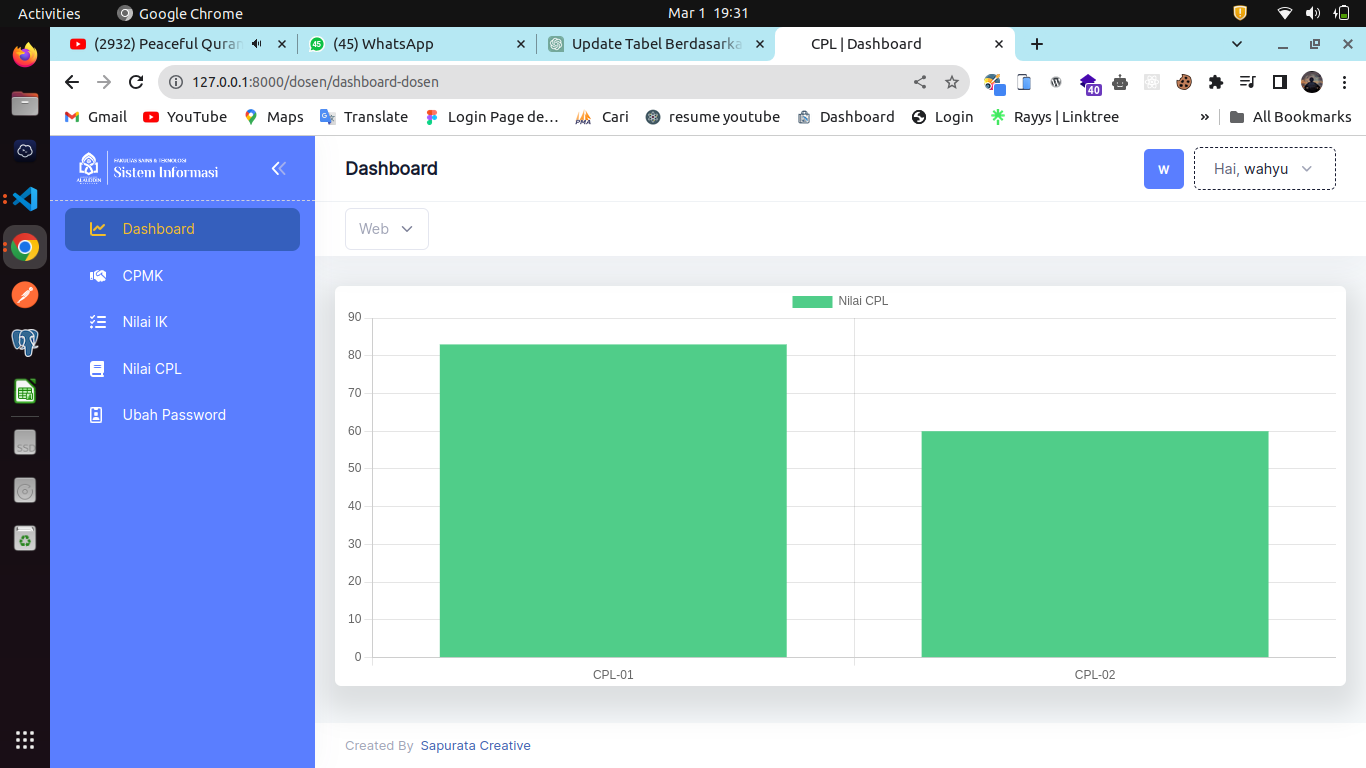 Activities Google Chrome Mar 1 19:31
(2932) Peaceful Quran (45) WhatsApp Update Tabel Berdasarka CPL | Dashboard
127.0.0.1:8000/dosen/dashboard-dosen
40
Gmail YouTube Maps Translate Login Page de… Cari resume youtube Dashboard Login Rayys | Linktree » All Bookmarks
FAKULTAS SAINS & TEKNOLOGI
Sistem Informasi
ALAUDDIN
Dashboard
W
Hai, wahyu
Dashboard
CPMK
Nilai IK
Nilai CPL
Ubah Password
Web
Nilai CPL
90
80
70
60
50
40
30
20
10
0
CPL-01 CPL-02
Created By Sapurata Creative